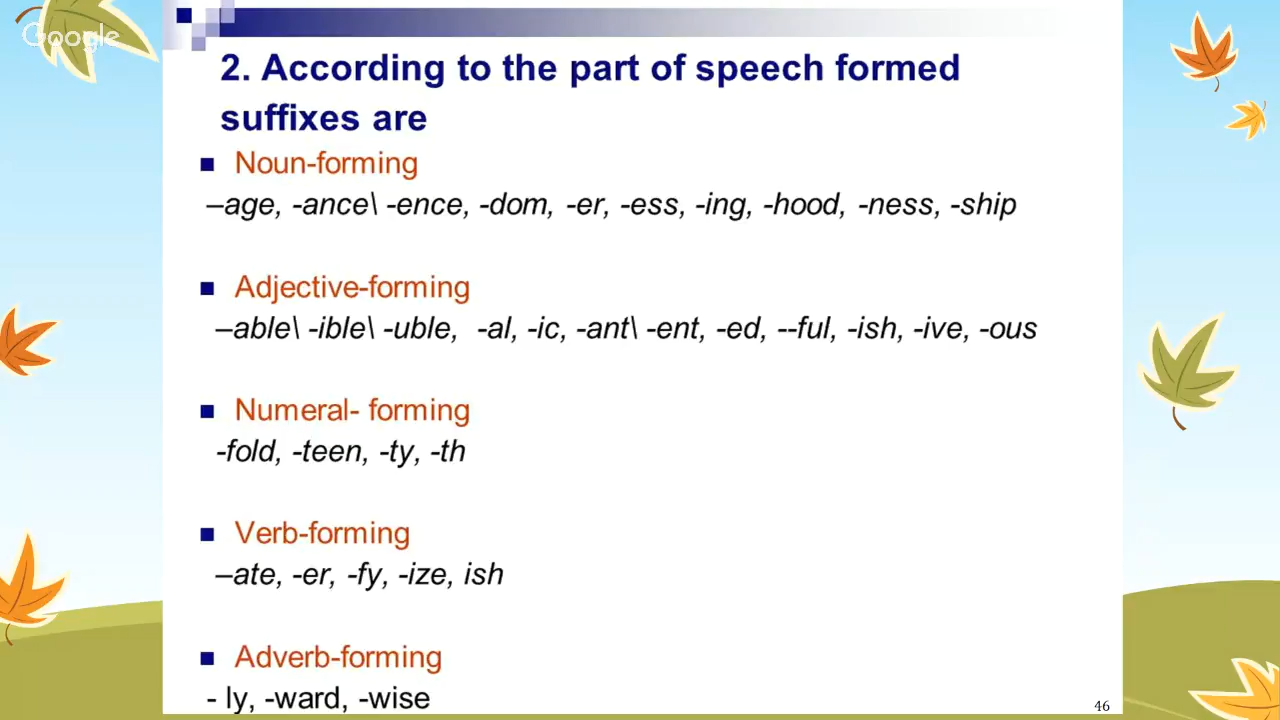 Google
2. According to the part of speech formed
suffixes are
Noun-forming
–age, -ance\ -ence, -dom, -er, -ess, -ing, -hood, -ness, -ship
Adjective-forming
–able\ -ible\ -uble, -al, -ic, -ant\ -ent, -ed, --ful, -ish, -ive, -ous
Numeral- forming
-fold, -teen, -ty, -th
Verb-forming
–ate, -er, -fy, -ize, ish
Adverb-forming
- ly, -ward, -wise
46